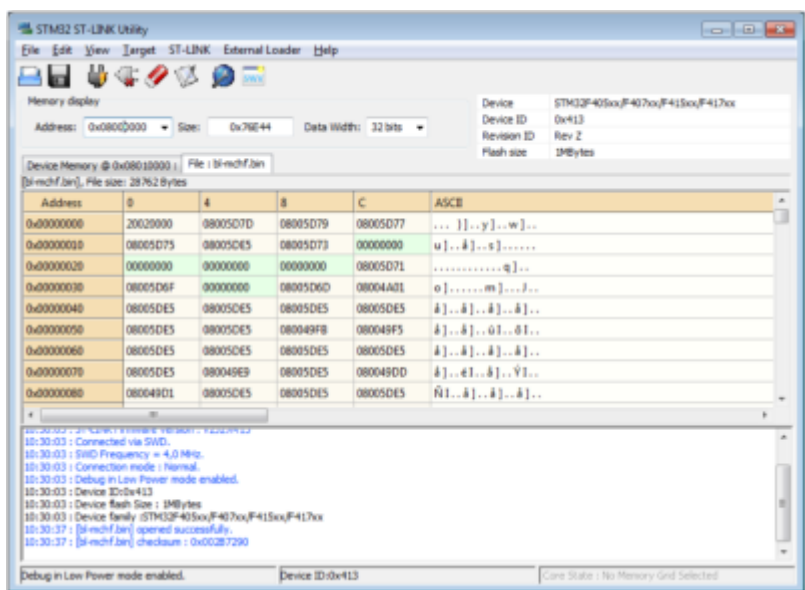 STM32 ST-LINK Utility
File Edit View Target ST-LINK External Loader Help
Memory display
Address: 0x08000000 Size: 0x76E44 Data Width: 32 bits
Device STM32F405xx/F407xx/F415xx/F417xx
Device ID 0x413
Revision ID Rev Z
Flash size 1MBytes
Device Memory @ 0x08010000 : File : bl-mchf.bin
[bl-mchf.bin], File size: 28762 Bytes
Address 0 4 8 C ASCII
0x00000000 20020000 08005D7D 08005D79 08005D77 ... }]..y]..w]..
0x00000010 08005D75 08005DE5 08005D73 00000000 u]..å]..s]......
0x00000020 00000000 00000000 00000000 08005D71 ............q]..
0x00000030 08005D6F 00000000 08005D6D 08004A01 o]......m]...J..
0x00000040 08005DE5 08005DE5 08005DE5 08005DE5 å]..å]..å]..å]..
0x00000050 08005DE5 08005DE5 080049FB 080049F5 å]..å]..ûI..õI..
0x00000060 08005DE5 08005DE5 08005DE5 08005DE5 å]..å]..å]..å]..
0x00000070 08005DE5 080049E9 08005DE5 080049DD å]..éI..å]..ÝI..
0x00000080 080049D1 08005DE5 08005DE5 08005DE5 ÑI..å]..å]..å]..
10:30:03 : Connected via SWD.
10:30:03 : SWD Frequency = 4,0 MHz.
10:30:03 : Connection mode : Normal.
10:30:03 : Debug in Low Power mode enabled.
10:30:03 : Device ID:0x413
10:30:03 : Device flash Size : 1MBytes
10:30:03 : Device family :STM32F405xx/F407xx/F415xx/F417xx
10:30:37 : [bl-mchf.bin] opened successfully.
10:30:37 : [bl-mchf.bin] checksum : 0x002B7290
Debug in Low Power mode enabled. Device ID:0x413 Core State : No Memory Grid Selected